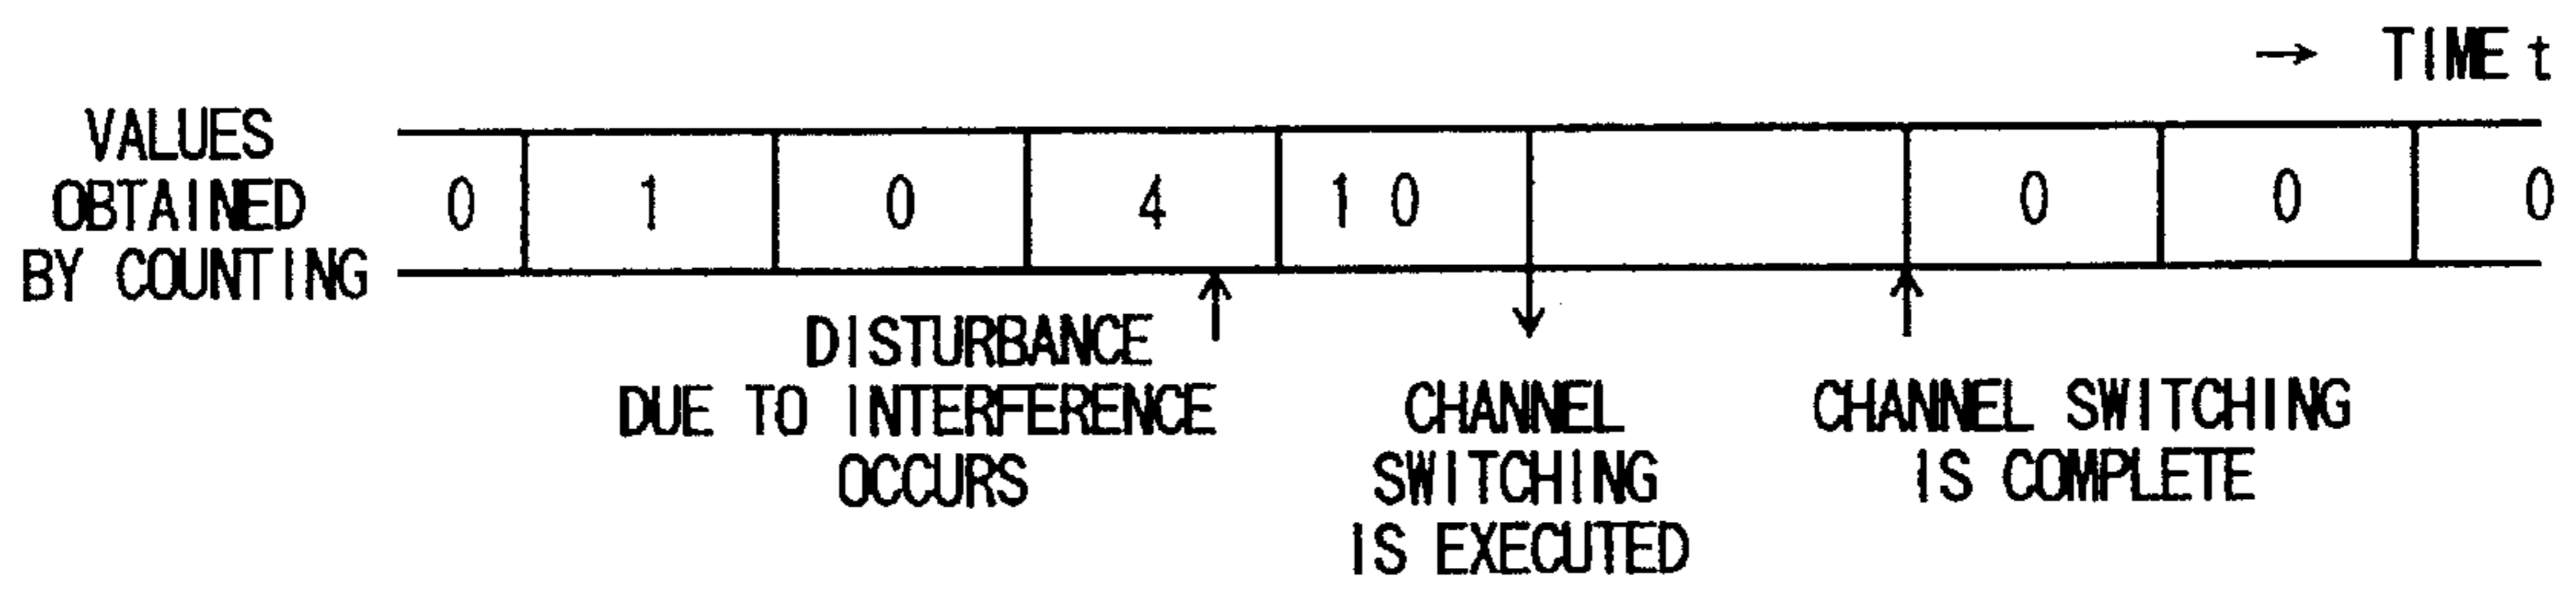 → TIME t
VALUES
OBTAINED
BY COUNTING
0 1 0 4 10 0 0 0
DISTURBANCE
DUE TO INTERFERENCE
OCCURS
CHANNEL
SWITCHING
IS EXECUTED
CHANNEL SWITCHING
IS COMPLETE